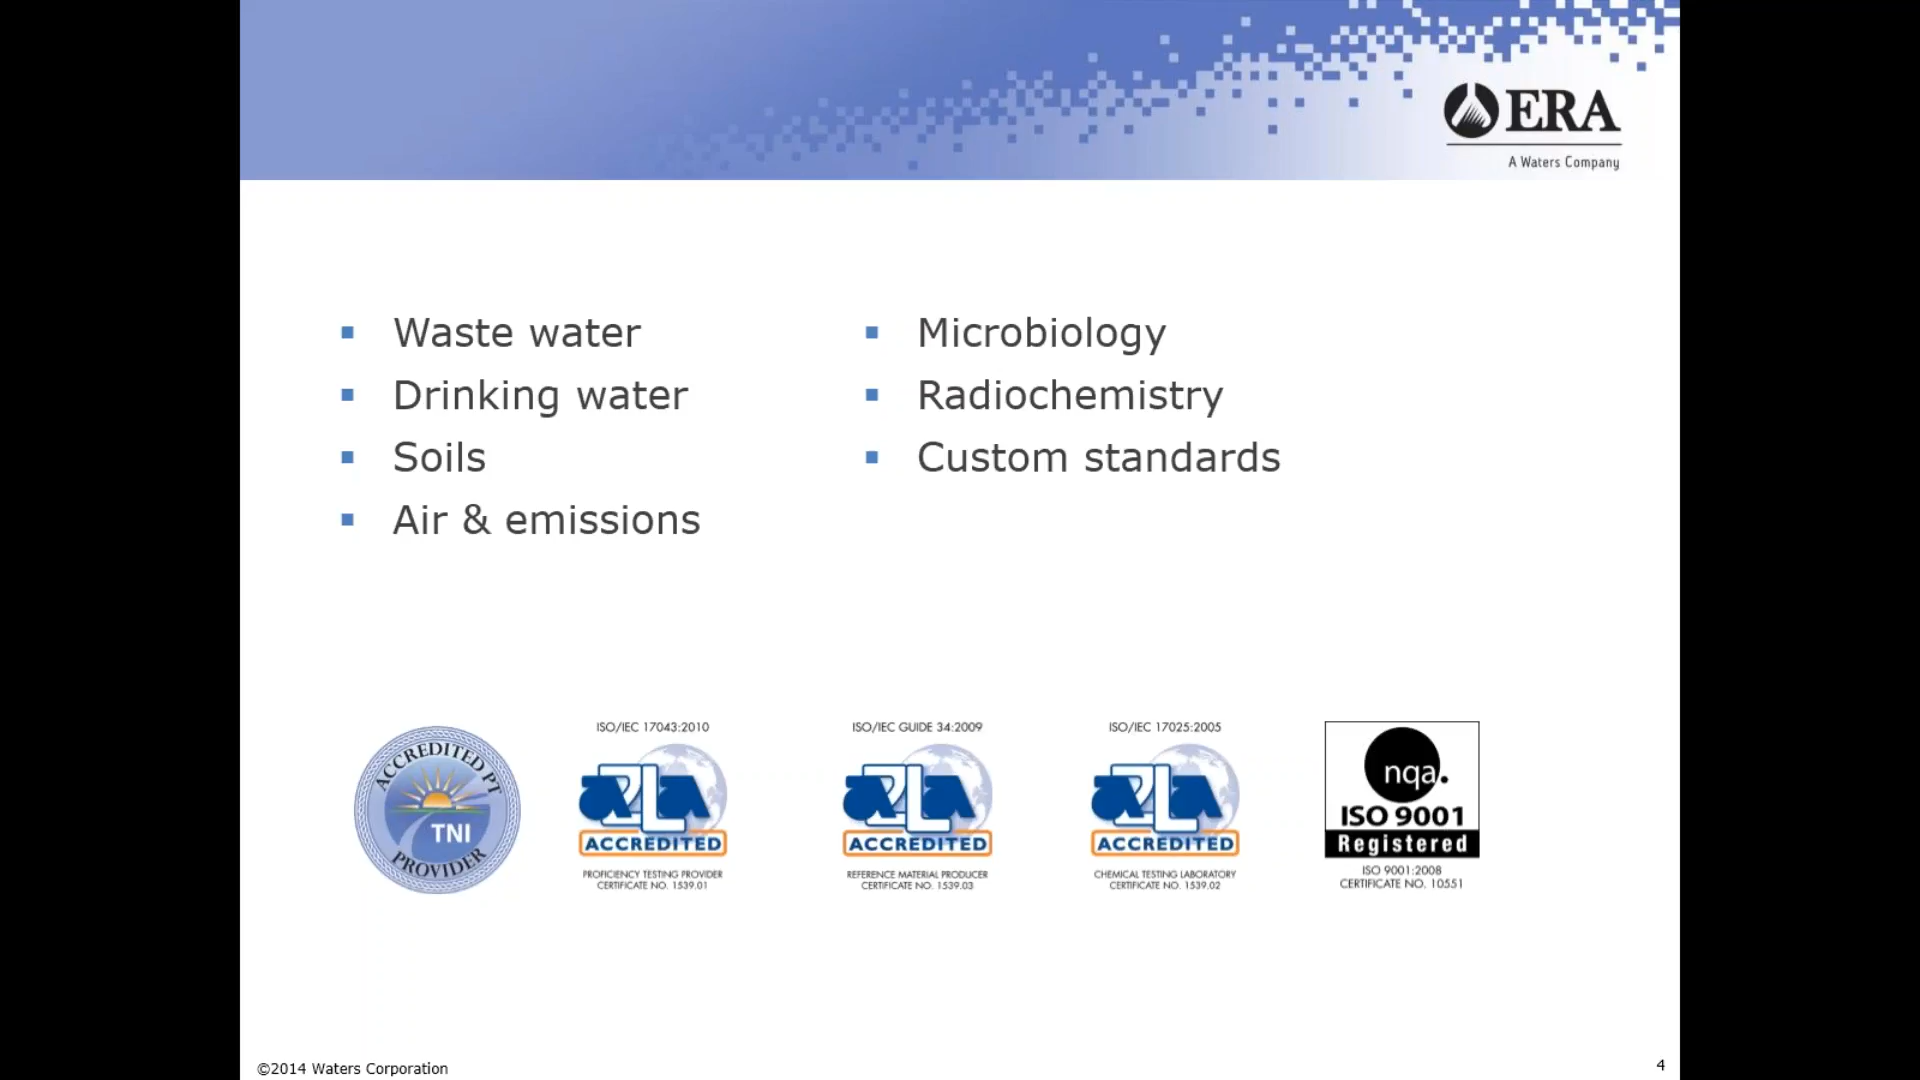 ERA
A Waters Company
Waste water
Drinking water
Soils
Air & emissions
Microbiology
Radiochemistry
Custom standards
ACCREDITED PT
TNI
PROVIDER
ISO/IEC 17043:2010
a2la
ACCREDITED
PROFICIENCY TESTING PROVIDER
CERTIFICATE NO. 1539.01
ISO/IEC GUIDE 34:2009
a2la
ACCREDITED
REFERENCE MATERIAL PRODUCER
CERTIFICATE NO. 1539.03
ISO/IEC 17025:2005
a2la
ACCREDITED
CHEMICAL TESTING LABORATORY
CERTIFICATE NO. 1539.02
nqa.
ISO 9001
Registered
ISO 9001:2008
CERTIFICATE NO. 10551
©2014 Waters Corporation
4